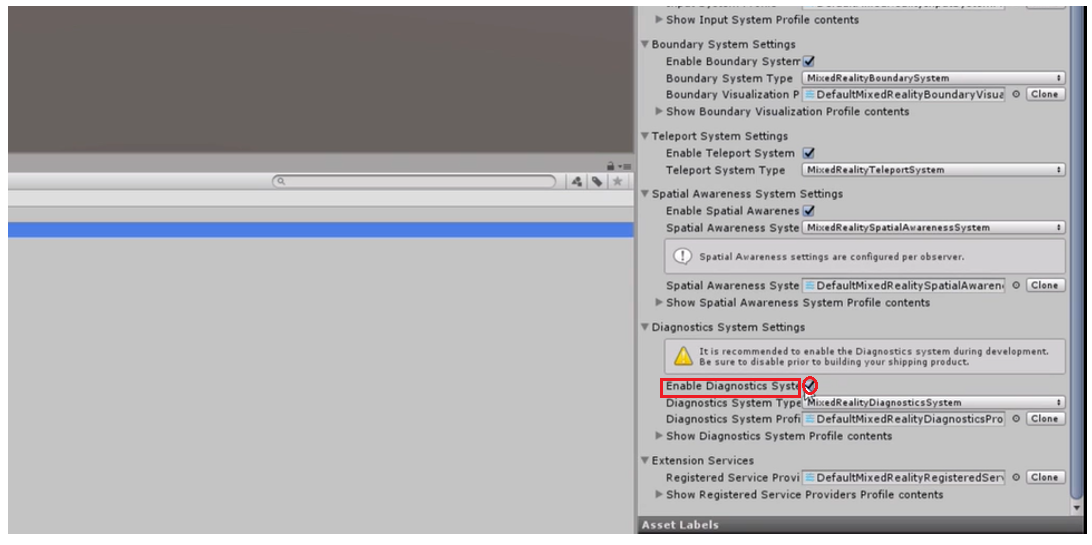 Show Input System Profile contents
Boundary System Settings
Enable Boundary System
Boundary System Type MixedRealityBoundarySystem
Boundary Visualization P DefaultMixedRealityBoundaryVisua Clone
Show Boundary Visualization Profile contents
Teleport System Settings
Enable Teleport System
Teleport System Type MixedRealityTeleportSystem
Spatial Awareness System Settings
Enable Spatial Awarenes
Spatial Awareness Syste MixedRealitySpatialAwarenessSystem
Spatial Awareness settings are configured per observer.
Spatial Awareness Syste DefaultMixedRealitySpatialAwaren Clone
Show Spatial Awareness System Profile contents
Diagnostics System Settings
It is recommended to enable the Diagnostics system during development.
Be sure to disable prior to building your shipping product.
Enable Diagnostics Syste
Diagnostics System Type MixedRealityDiagnosticsSystem
Diagnostics System Profi DefaultMixedRealityDiagnosticsPro Clone
Show Diagnostics System Profile contents
Extension Services
Registered Service Provi DefaultMixedRealityRegisteredServ Clone
Show Registered Service Providers Profile contents
Asset Labels